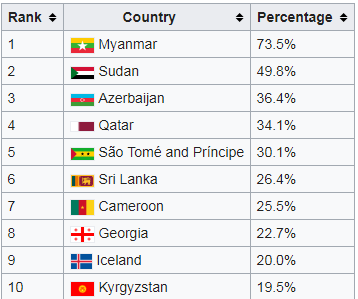 Rank Country Percentage
1 Myanmar 73.5%
2 Sudan 49.8%
3 Azerbaijan 36.4%
4 Qatar 34.1%
5 São Tomé and Príncipe 30.1%
6 Sri Lanka 26.4%
7 Cameroon 25.5%
8 Georgia 22.7%
9 Iceland 20.0%
10 Kyrgyzstan 19.5%